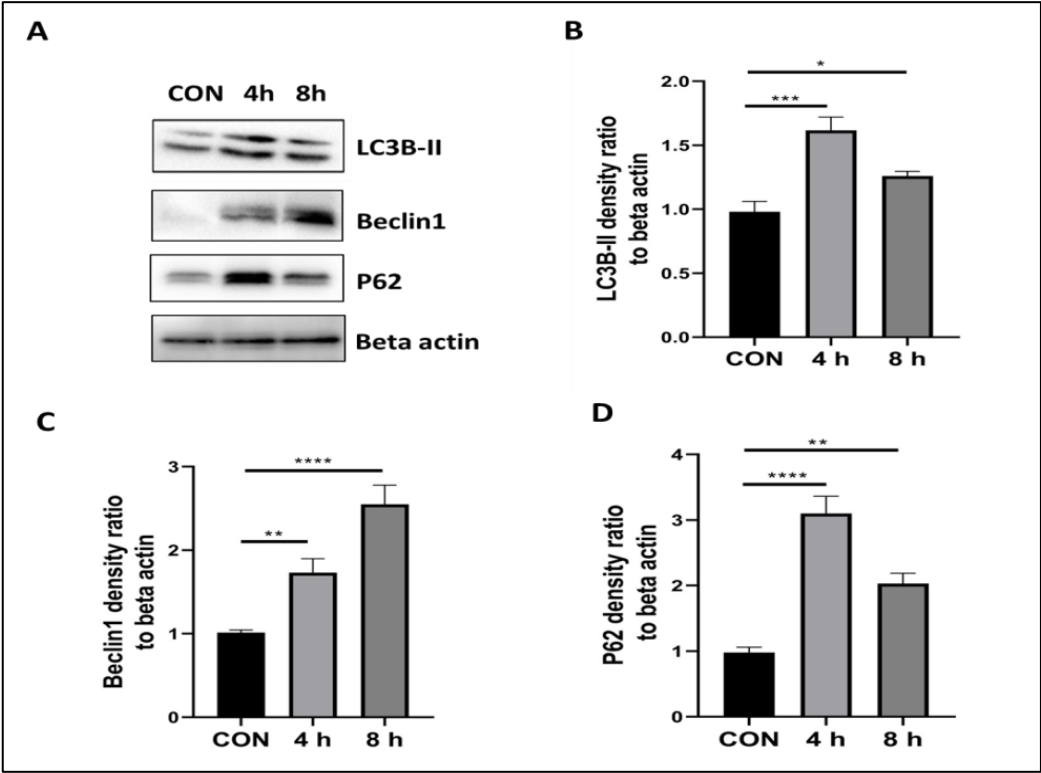 A
CON 4h 8h
LC3B-II
Beclin1
P62
Beta actin
B
LC3B-II density ratio
to beta actin
2.0
1.5
1.0
0.5
0.0
*
***
CON 4 h 8 h
C
Beclin1 density ratio
to beta actin
3
2
1
0
****
**
CON 4 h 8 h
D
P62 density ratio
to beta actin
4
3
2
1
0
**
****
CON 4 h 8 h